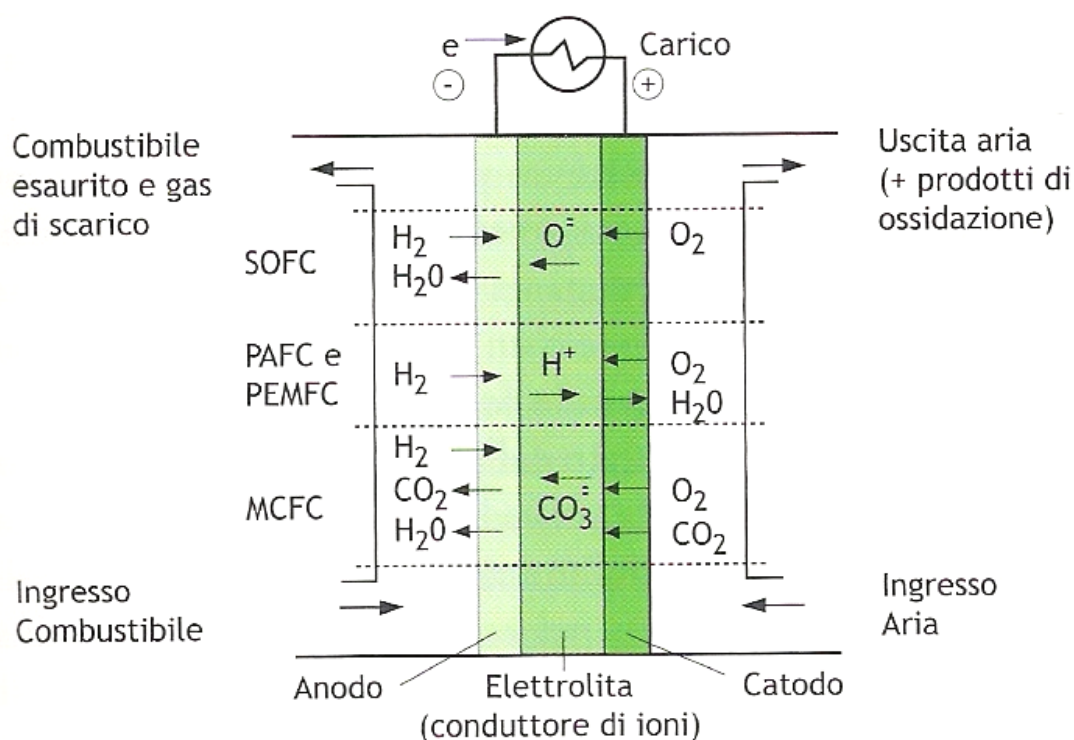 e
Carico
-
+
Combustibile
esaurito e gas
di scarico
Uscita aria
(+ prodotti di
ossidazione)
SOFC
H2
O=
O2
H20
PAFC e
PEMFC
H2
H+
O2
H20
MCFC
H2
CO2
CO3=
O2
H20
CO2
Ingresso
Combustibile
Ingresso
Aria
Anodo
Elettrolita
(conduttore di ioni)
Catodo